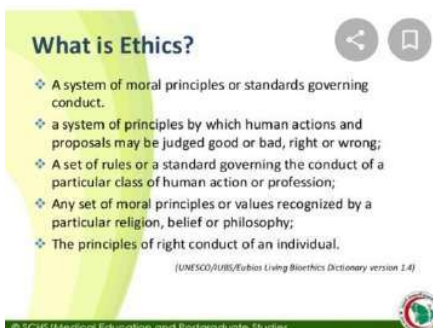 What is Ethics?
❖ A system of moral principles or standards governing
conduct.
❖ a system of principles by which human actions and
proposals may be judged good or bad, right or wrong;
❖ A set of rules or a standard governing the conduct of a
particular class of human action or profession;
❖ Any set of moral principles or values recognized by a
particular religion, belief or philosophy;
❖ The principles of right conduct of an individual.
(UNESCO/IUBS/Eubios Living Bioethics Dictionary version 1.4)
© SCHS/Medical Education and Postgraduate Studies